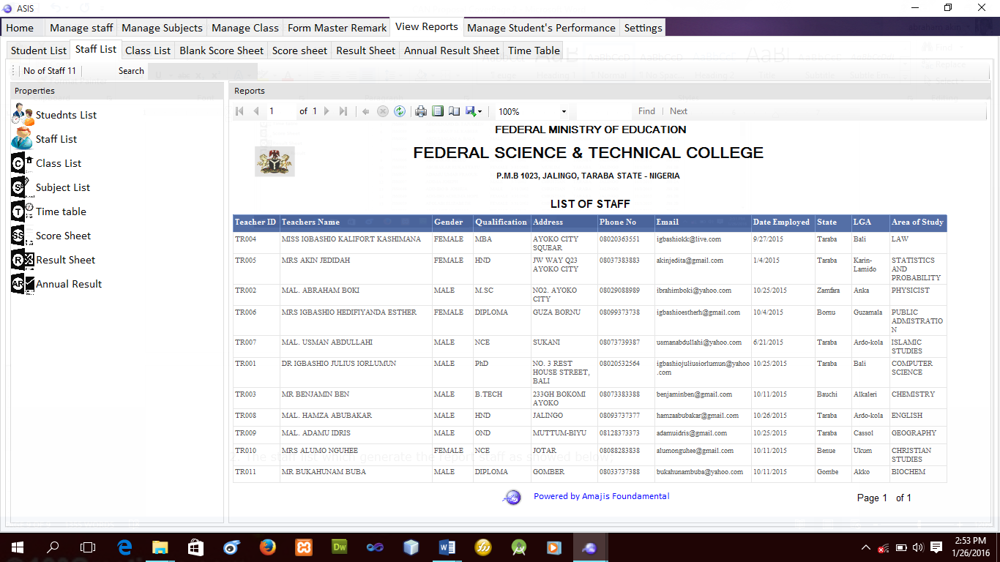 ASIS
Home Manage staff Manage Subjects Manage Class Form Master Remark View Reports Manage Student's Performance Settings
Student List Staff List Class List Blank Score Sheet Score sheet Result Sheet Annual Result Sheet Time Table
No of Staff 11 Search
Properties
Stuednts List
Staff List
Class List
Subject List
Time table
Score Sheet
Result Sheet
Annual Result
Reports
1 of 1 100% Find | Next
FEDERAL MINISTRY OF EDUCATION
FEDERAL SCIENCE & TECHNICAL COLLEGE
P.M.B 1023, JALINGO, TARABA STATE - NIGERIA
LIST OF STAFF
Teacher ID Teachers Name Gender Qualification Address Phone No Email Date Employed State LGA Area of Study
TR004 MISS IGBASHIO KALIFORT KASHIMANA FEMALE MBA AYOKO CITY SQUEAR 08020363551 igbashiokk@live.com 9/27/2015 Taraba Bali LAW
TR005 MRS AKIN JEDIDAH FEMALE HND JW WAY Q23 AYOKO CITY 08037383883 akinjedita@gmail.com 1/4/2015 Taraba Karin-Lamido STATISTICS AND PROBABILITY
TR002 MAL. ABRAHAM BOKI MALE M.SC NO2. AYOKO CITY 08029088989 ibrahimboki@yahoo.com 10/25/2015 Zamfara Anka PHYSICIST
TR006 MRS IGBASHIO HEDIFIYANDA ESTHER FEMALE DIPLOMA GUZA BORNU 08099373738 igbashioestherh@gmail.com 10/4/2015 Bornu Guzamala PUBLIC ADMISTRATION
TR007 MAL. USMAN ABDULLAHI MALE NCE SUKANI 08073739387 usmanabdullahi@yahoo.com 6/21/2015 Taraba Ardo-kola ISLAMIC STUDIES
TR001 DR IGBASHIO JULIUS IORLUMUN MALE PhD NO. 3 REST HOUSE STREET, BALI 08020532564 igbashiojuliusiorlumun@yahoo.com 10/25/2015 Taraba Bali COMPUTER SCIENCE
TR003 MR BENJAMIN BEN MALE B.TECH 233GH BOKOMI AYOKO 08073383388 benjaminben@gmail.com 10/11/2015 Bauchi Alkaleri CHEMISTRY
TR008 MAL. HAMZA ABUBAKAR MALE HND JALINGO 08093737377 hamzaabubakar@gmail.com 10/26/2015 Taraba Ardo-kola ENGLISH
TR009 MAL. ADAMU IDRIS MALE OND MUTTUM-BIYU 08128373373 adamuidris@gmail.com 10/25/2015 Taraba Cassol GEOGRAPHY
TR010 MRS ALUMO NGUHEE FEMALE NCE JOTAR 08088283838 alumonguhee@gmail.com 10/11/2015 Benue Ukum CHRISTIAN STUDIES
TR011 MR BUKAHUNAM BUBA MALE DIPLOMA GOMBER 08033737388 bukahunambuba@yahoo.com 10/11/2015 Gombe Akko BIOCHEM
Powered by Amajis Foundamental
Page 1 of 1
2:53 PM
1/26/2016